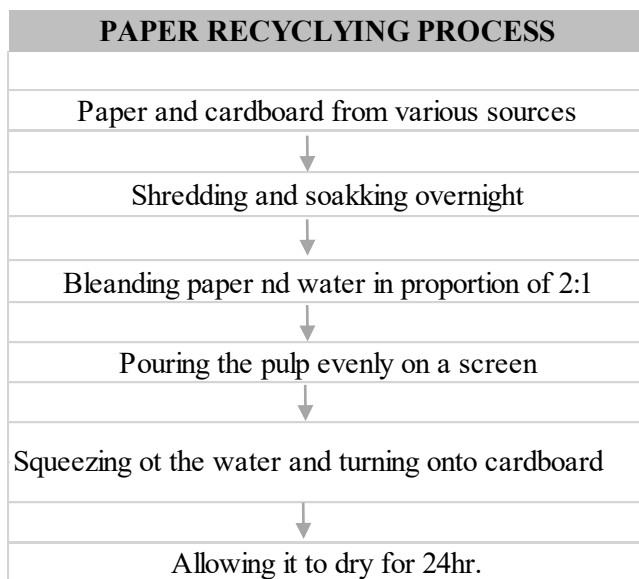 PAPER RECYCLYING PROCESS
Paper and cardboard from various sources
Shredding and soakking overnight
Bleanding paper nd water in proportion of 2:1
Pouring the pulp evenly on a screen
Squeezing ot the water and turning onto cardboard
Allowing it to dry for 24hr.